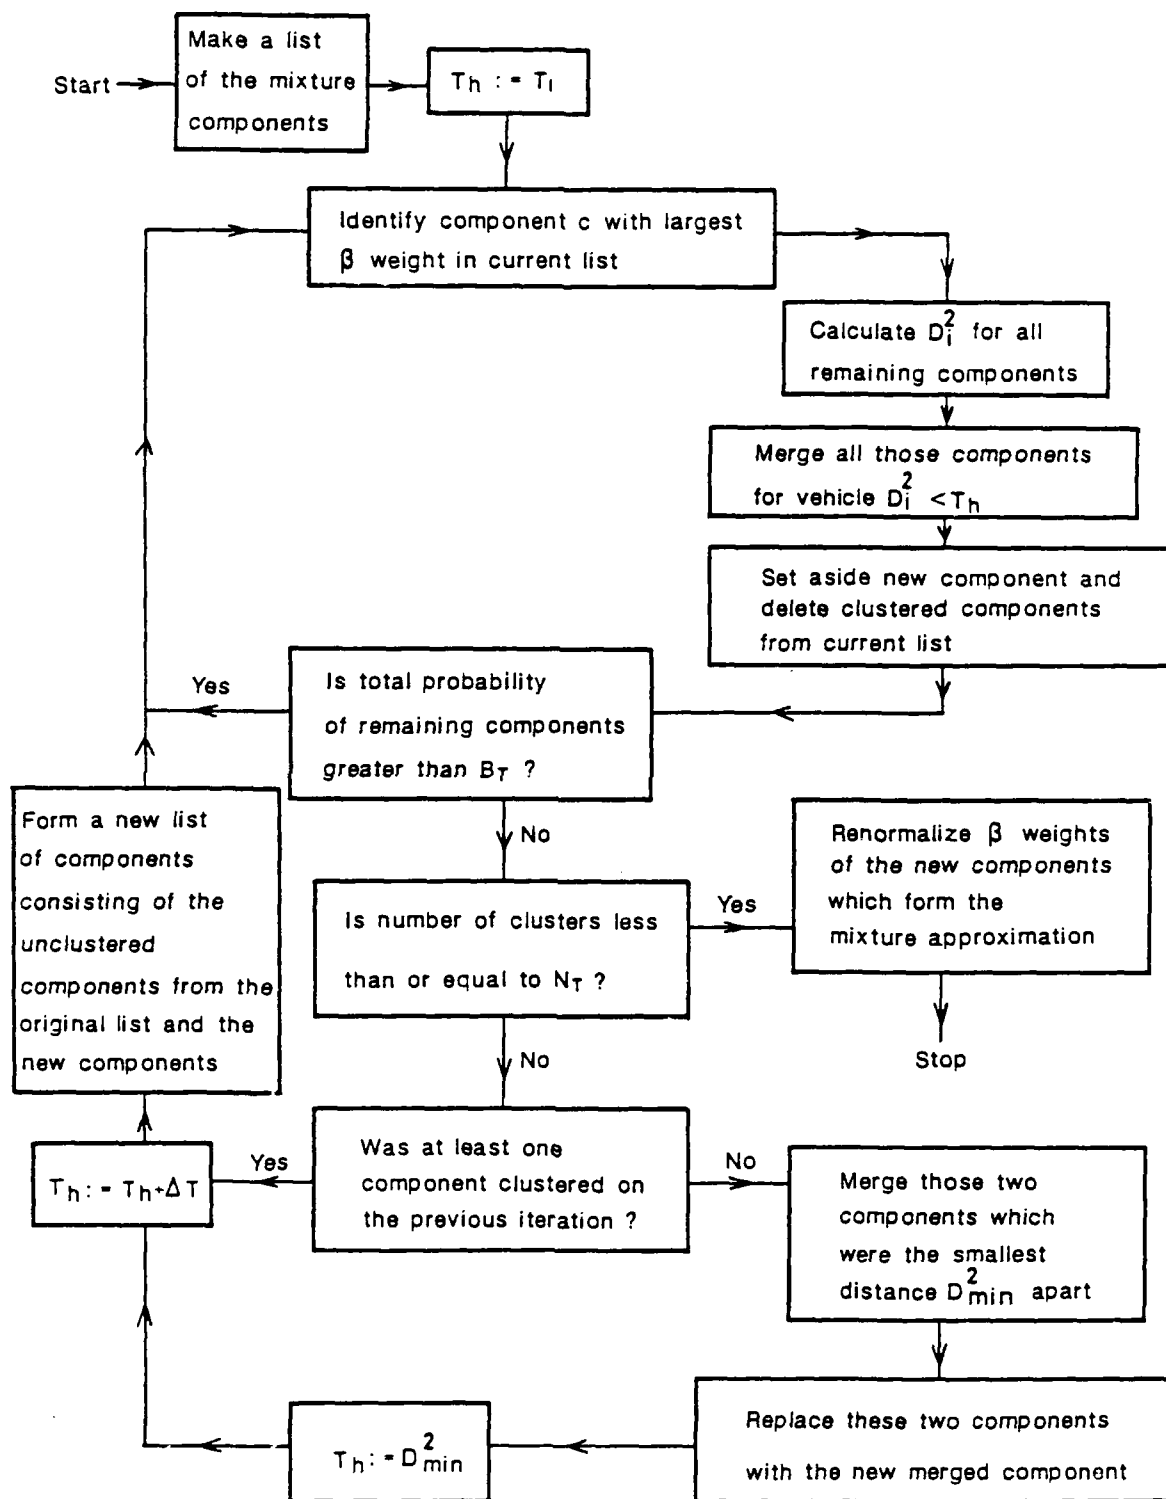 Start
Make a list
of the mixture
components
Th := T1
Identify component c with largest
β weight in current list
Calculate Di² for all
remaining components
Merge all those components
for vehicle Di² < Th
Set aside new component and
delete clustered components
from current list
Is total probability
of remaining components
greater than BT ?
Yes
No
Form a new list
of components
consisting of the
unclustered
components from the
original list and the
new components
Is number of clusters less
than or equal to NT ?
Yes
No
Renormalize β weights
of the new components
which form the
mixture approximation
Stop
Was at least one
component clustered on
the previous iteration ?
Yes
No
Th := Th+ΔT
Merge those two
components which
were the smallest
distance D²min apart
Replace these two components
with the new merged component
Th := D²min